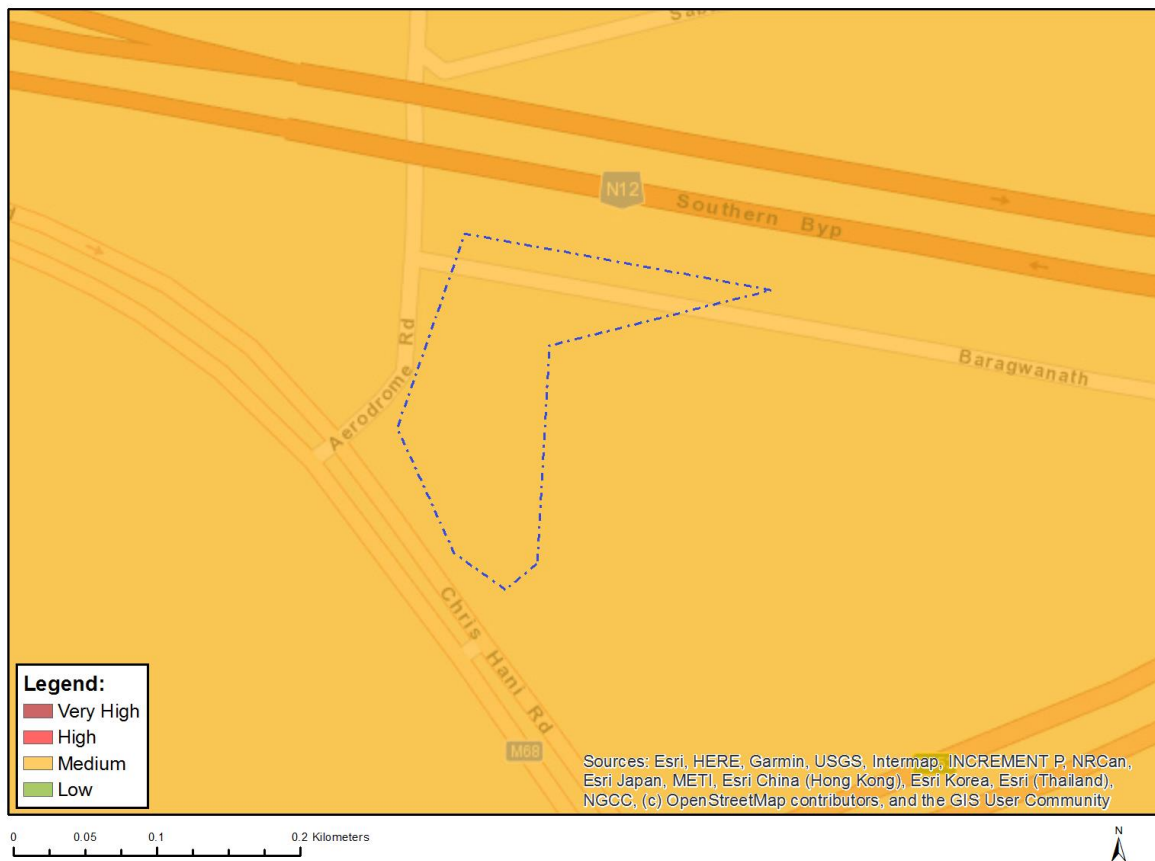 N12
Southern Byp
Aerodrome Rd
Baragwanath
Chris Hani Rd
M68
Legend:
Very High
High
Medium
Low
Sources: Esri, HERE, Garmin, USGS, Intermap, INCREMENT P, NRCan,
Esri Japan, METI, Esri China (Hong Kong), Esri Korea, Esri (Thailand),
NGCC, (c) OpenStreetMap contributors, and the GIS User Community
0 0.05 0.1 0.2 Kilometers
N